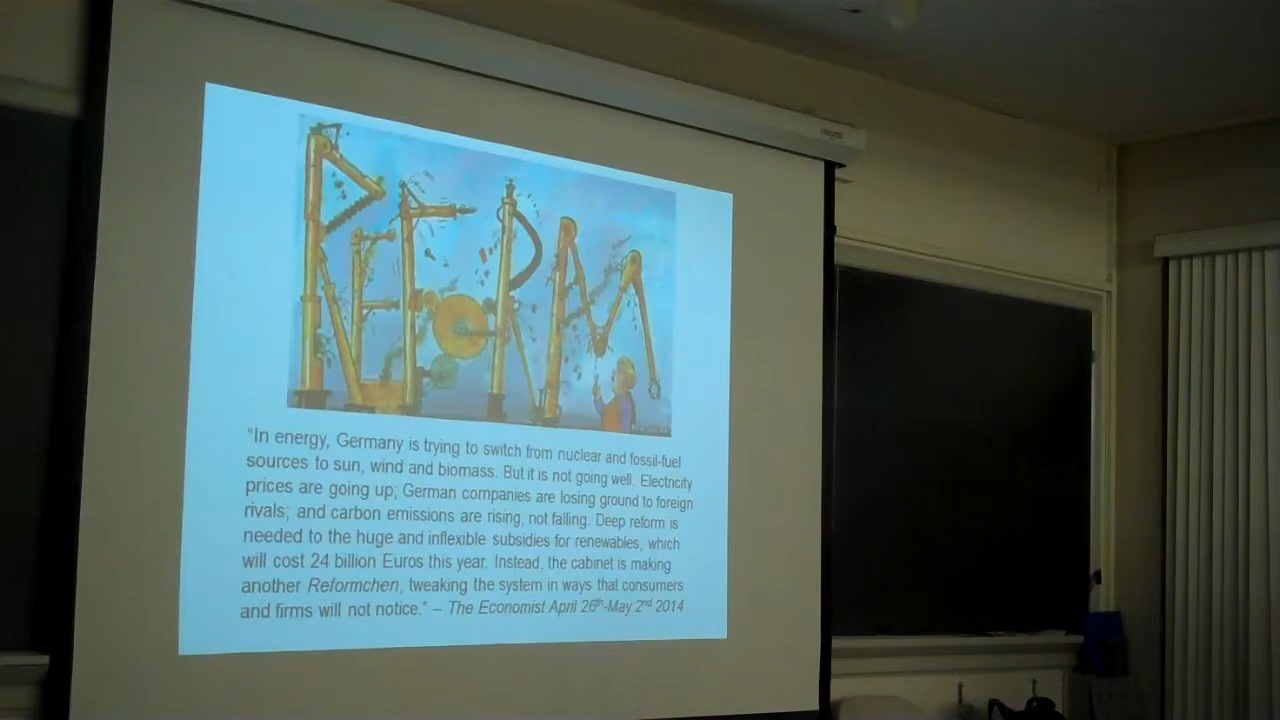 REFORM
"In energy, Germany is trying to switch from nuclear and fossil-fuel
sources to sun, wind and biomass. But it is not going well. Electricity
prices are going up; German companies are losing ground to foreign
rivals; and carbon emissions are rising, not falling. Deep reform is
needed to the huge and inflexible subsidies for renewables, which
will cost 24 billion Euros this year. Instead, the cabinet is making
another Reformchen, tweaking the system in ways that consumers
and firms will not notice." – The Economist April 26th-May 2nd 2014